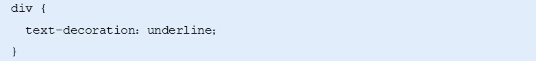 div {
  text-decoration: underline;
}